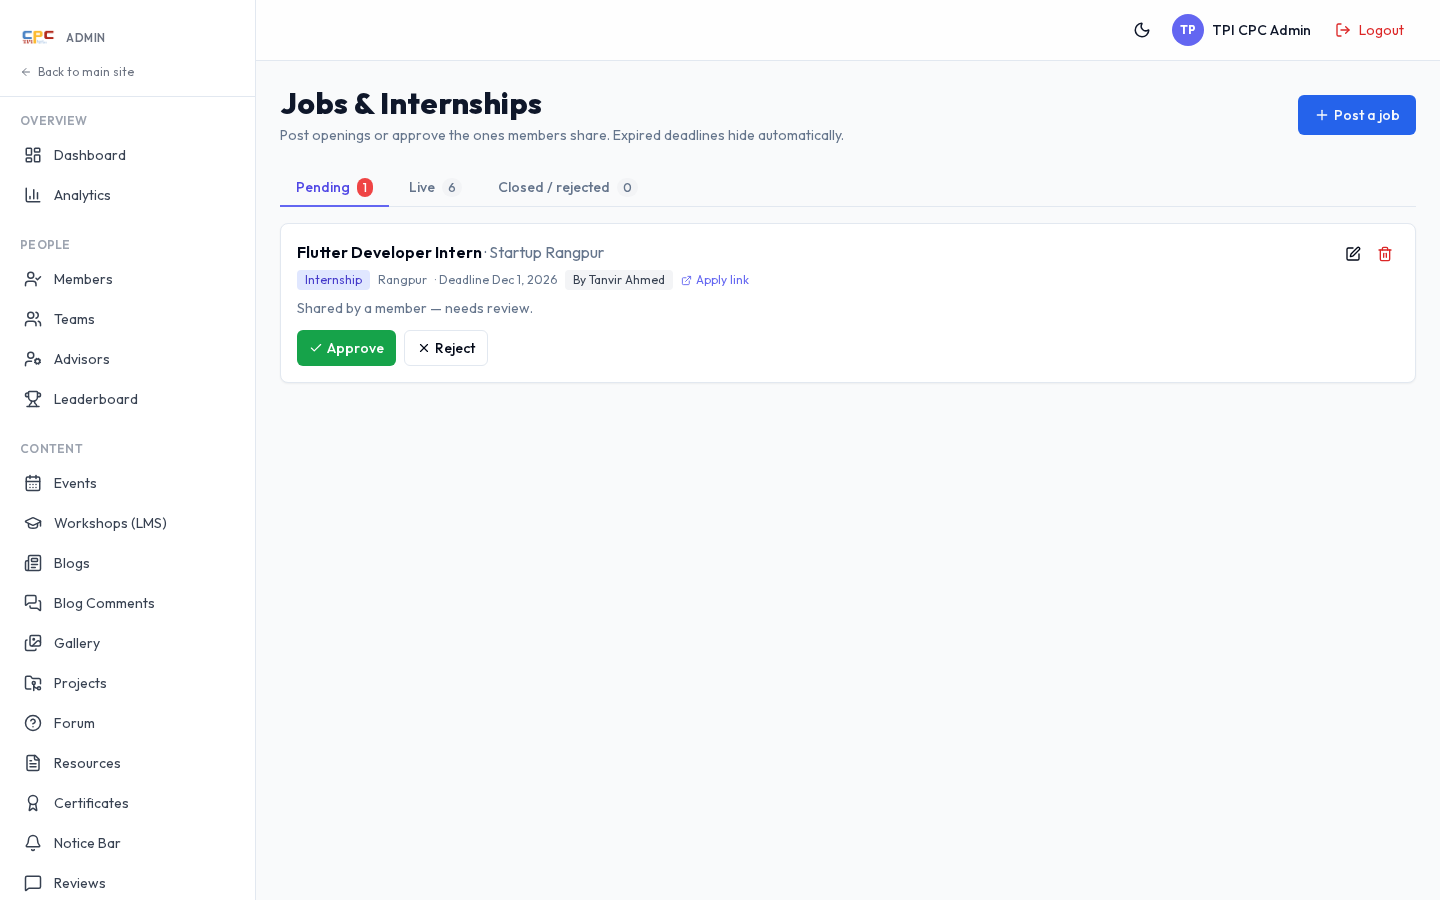 CPC ADMIN
Back to main site
OVERVIEW
Dashboard
Analytics
PEOPLE
Members
Teams
Advisors
Leaderboard
CONTENT
Events
Workshops (LMS)
Blogs
Blog Comments
Gallery
Projects
Forum
Resources
Certificates
Notice Bar
Reviews
TP TPI CPC Admin Logout
Jobs & Internships
Post openings or approve the ones members share. Expired deadlines hide automatically.
Post a job
Pending 1 Live 6 Closed / rejected 0
Flutter Developer Intern · Startup Rangpur
Internship Rangpur · Deadline Dec 1, 2026 By Tanvir Ahmed Apply link
Shared by a member — needs review.
Approve Reject